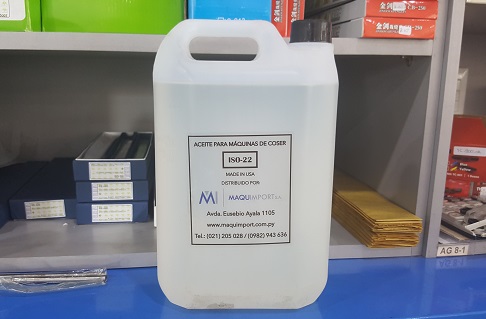 ACEITE PARA MÁQUINAS DE COSER
ISO-22
MADE IN USA
DISTRIBUIDO POR:
MAQUIMPORT
Avda. Eusebio Ayala 1105
www.maquimport.com.py
Tel.: (021) 205 028 / (0982) 943 636
AG 8-1